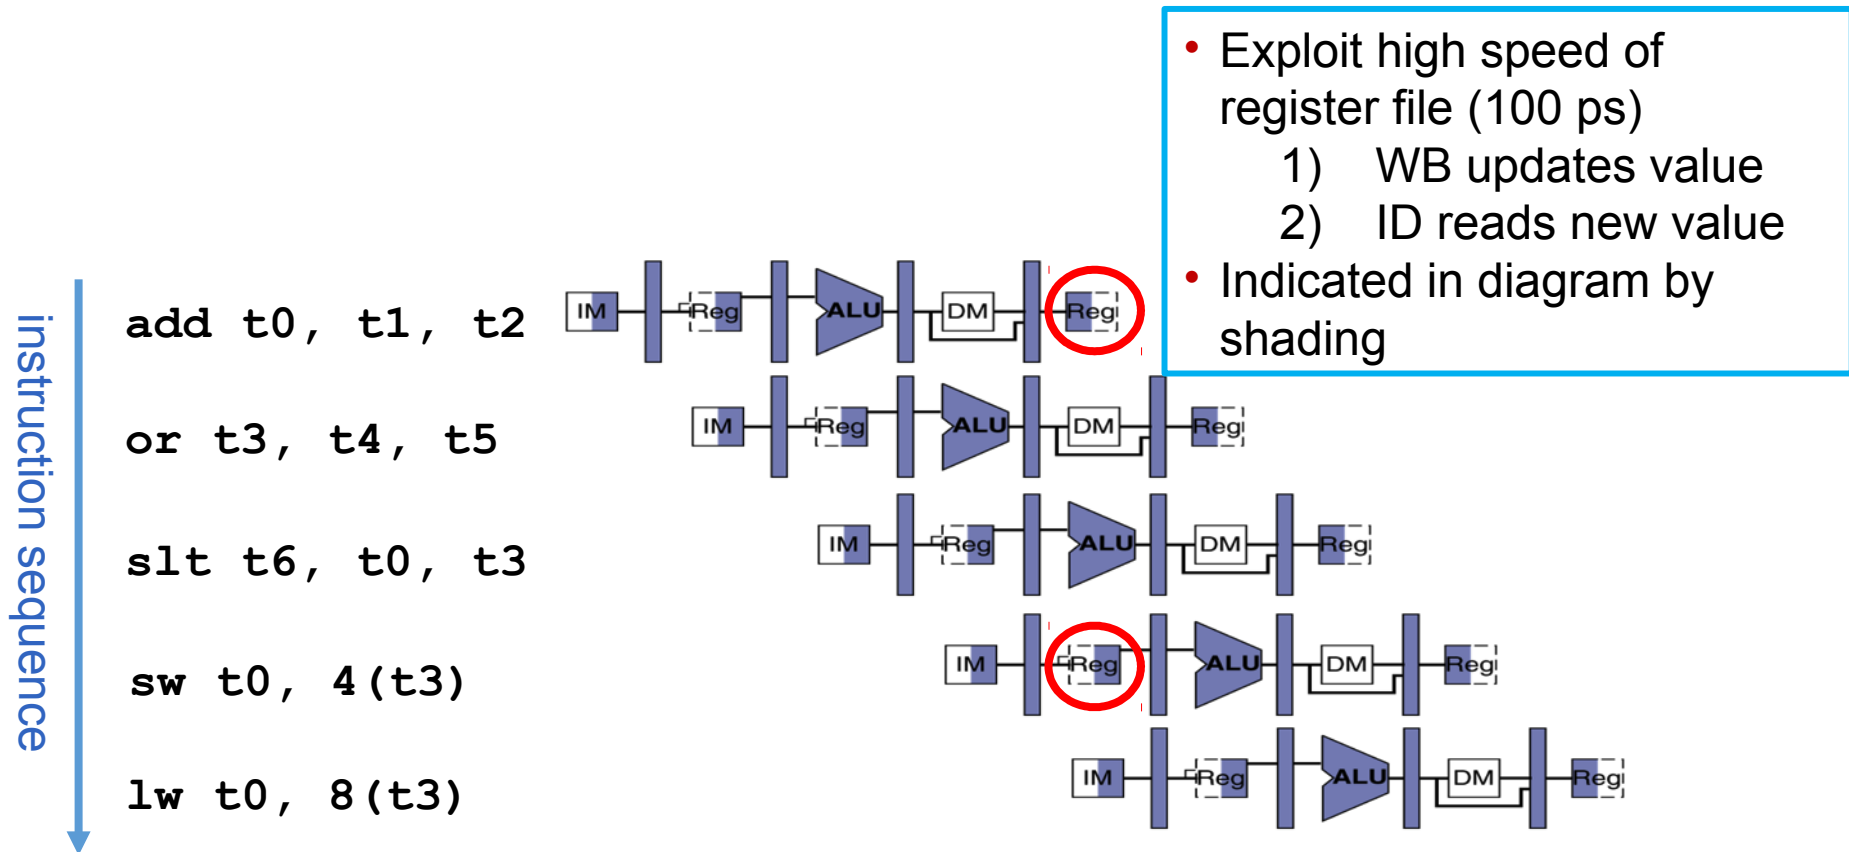 • Exploit high speed of
register file (100 ps)
1) WB updates value
2) ID reads new value
• Indicated in diagram by
shading
instruction sequence
add t0, t1, t2
IM Reg ALU DM Reg
or t3, t4, t5
IM Reg ALU DM Reg
slt t6, t0, t3
IM Reg ALU DM Reg
sw t0, 4(t3)
IM Reg ALU DM Reg
lw t0, 8(t3)
IM Reg ALU DM Reg